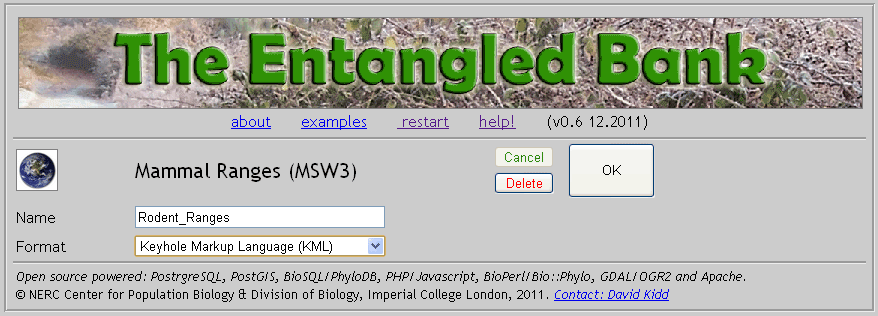 The Entangled Bank
about examples restart help! (v0.6 12.2011)
Mammal Ranges (MSW3) Cancel OK
Delete
Name Rodent_Ranges
Format Keyhole Markup Language (KML)
Open source powered: PostrgreSQL, PostGIS, BioSQL/PhyloDB, PHP/Javascript, BioPerl/Bio::Phylo, GDAL/OGR2 and Apache.
© NERC Center for Population Biology & Division of Biology, Imperial College London, 2011. Contact: David Kidd